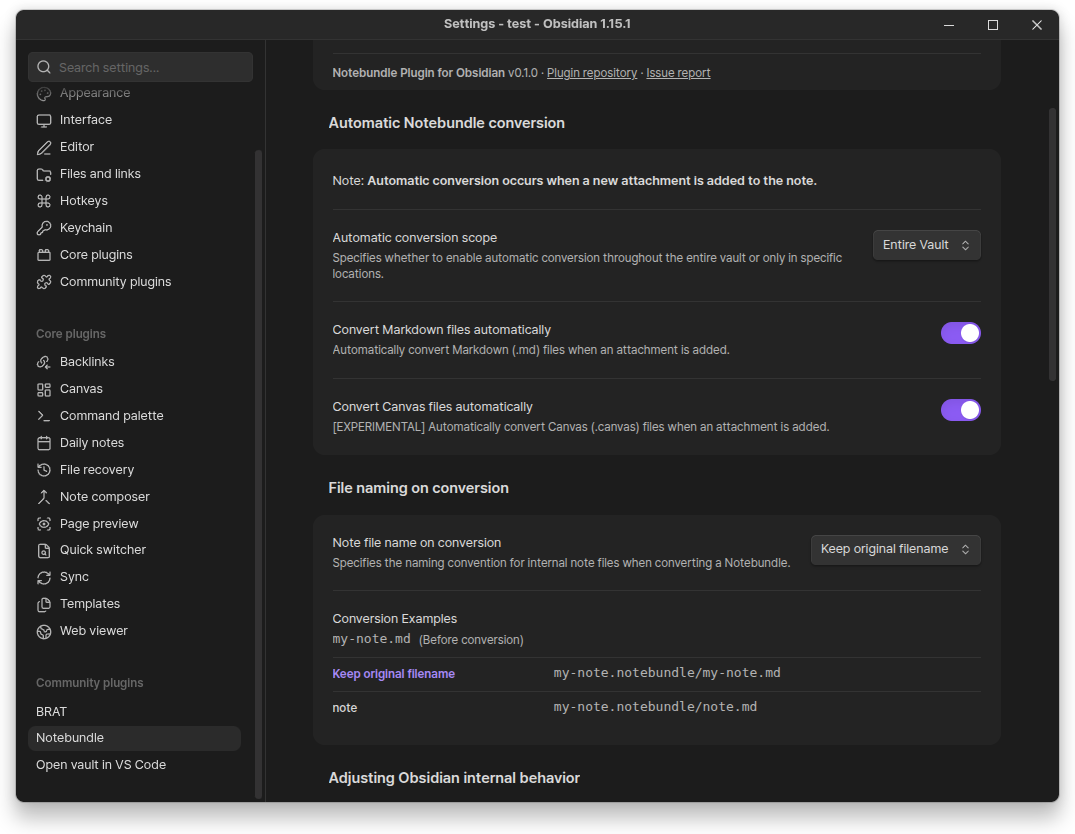 Settings - test - Obsidian 1.15.1
Search settings...
Appearance
Interface
Editor
Files and links
Hotkeys
Keychain
Core plugins
Community plugins
Core plugins
Backlinks
Canvas
Command palette
Daily notes
File recovery
Note composer
Page preview
Quick switcher
Sync
Templates
Web viewer
Community plugins
BRAT
Notebundle
Open vault in VS Code
Notebundle Plugin for Obsidian v0.1.0 · Plugin repository · Issue report
Automatic Notebundle conversion
Note: Automatic conversion occurs when a new attachment is added to the note.
Automatic conversion scope
Specifies whether to enable automatic conversion throughout the entire vault or only in specific
locations.
Entire Vault
Convert Markdown files automatically
Automatically convert Markdown (.md) files when an attachment is added.
Convert Canvas files automatically
[EXPERIMENTAL] Automatically convert Canvas (.canvas) files when an attachment is added.
File naming on conversion
Note file name on conversion
Specifies the naming convention for internal note files when converting a Notebundle.
Keep original filename
Conversion Examples
my-note.md (Before conversion)
Keep original filename my-note.notebundle/my-note.md
note my-note.notebundle/note.md
Adjusting Obsidian internal behavior